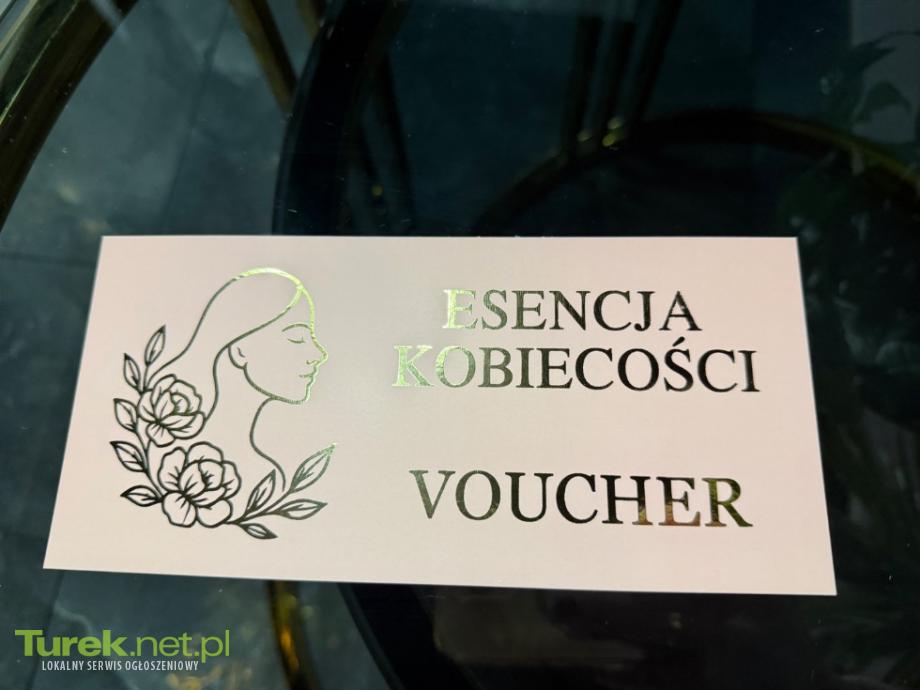 ESENCJA
KOBIECOŚCI
VOUCHER
Turek.net.pl
LOKALNY SERWIS OGŁOSZENIOWY